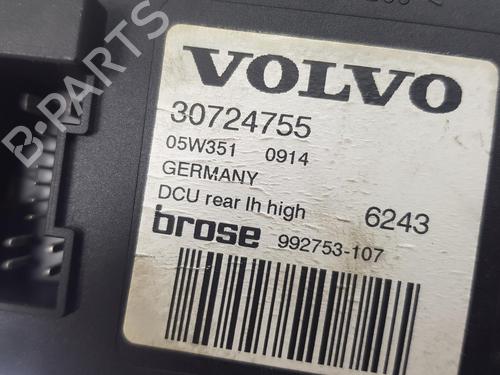 B-PARTS
VOLVO
30724755
05W351 0914
GERMANY
DCU rear lh high 6243
brose 992753-107